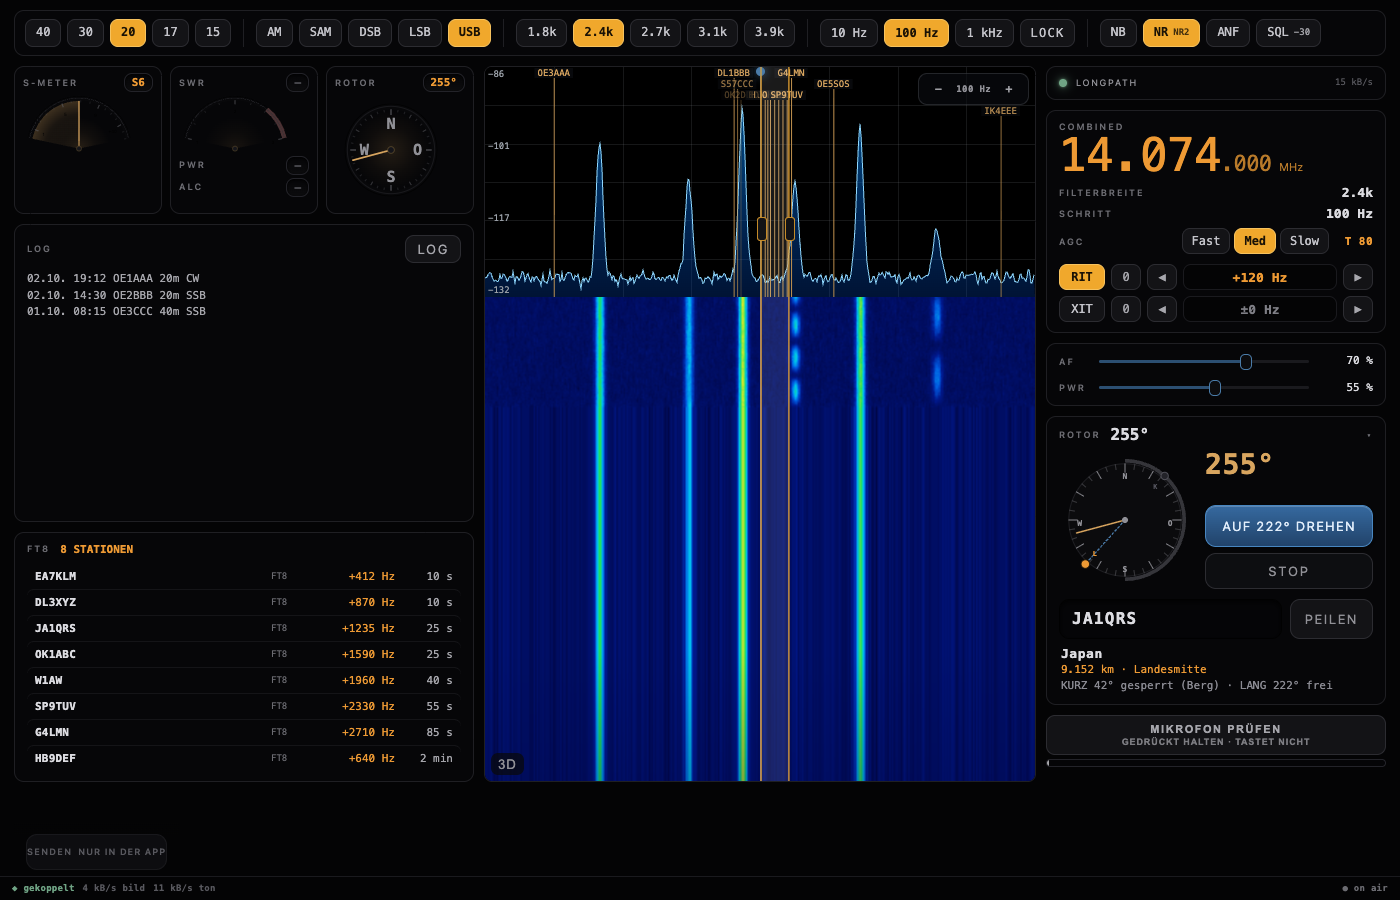 40 30 20 17 15 AM SAM DSB LSB USB 1.8k 2.4k 2.7k 3.1k 3.9k 10 Hz 100 Hz 1 kHz LOCK NB NR NR2 ANF SQL −30
S-METER S6
SWR —
PWR —
ALC —
ROTOR 255°
N
W O
S
LOG LOG
02.10. 19:12 OE1AAA 20m CW
02.10. 14:30 OE2BBB 20m SSB
01.10. 08:15 OE3CCC 40m SSB
FT8 8 STATIONEN
EA7KLM FT8 +412 Hz 10 s
DL3XYZ FT8 +870 Hz 10 s
JA1QRS FT8 +1235 Hz 25 s
OK1ABC FT8 +1590 Hz 25 s
W1AW FT8 +1960 Hz 40 s
SP9TUV FT8 +2330 Hz 55 s
G4LMN FT8 +2710 Hz 85 s
HB9DEF FT8 +640 Hz 2 min
SENDEN NUR IN DER APP
−86 OE3AAA DL1BBB G4LMN
S57CCC OE5SOS
SP9TUV
− 100 Hz +
IK4EEE
−101
−117
−132
3D
LONGPATH 15 kB/s
COMBINED
14.074.000 MHz
FILTERBREITE 2.4k
SCHRITT 100 Hz
AGC Fast Med Slow T 80
RIT 0 ◀ +120 Hz ▶
XIT 0 ◀ ±0 Hz ▶
AF 70 %
PWR 55 %
ROTOR 255°
255°
N
K
W O
L
S
AUF 222° DREHEN
STOP
JA1QRS PEILEN
Japan
9.152 km · Landesmitte
KURZ 42° gesperrt (Berg) · LANG 222° frei
MIKROFON PRÜFEN
GEDRÜCKT HALTEN · TASTET NICHT
◆ gekoppelt 4 kB/s bild 11 kB/s ton ● on air